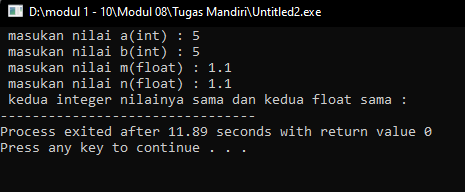 D:\modul 1 - 10\Modul 08\Tugas Mandiri\Untitled2.exe
masukan nilai a(int) : 5
masukan nilai b(int) : 5
masukan nilai m(float) : 1.1
masukan nilai n(float) : 1.1
kedua integer nilainya sama dan kedua float sama :
--------------------------------
Process exited after 11.89 seconds with return value 0
Press any key to continue . . .